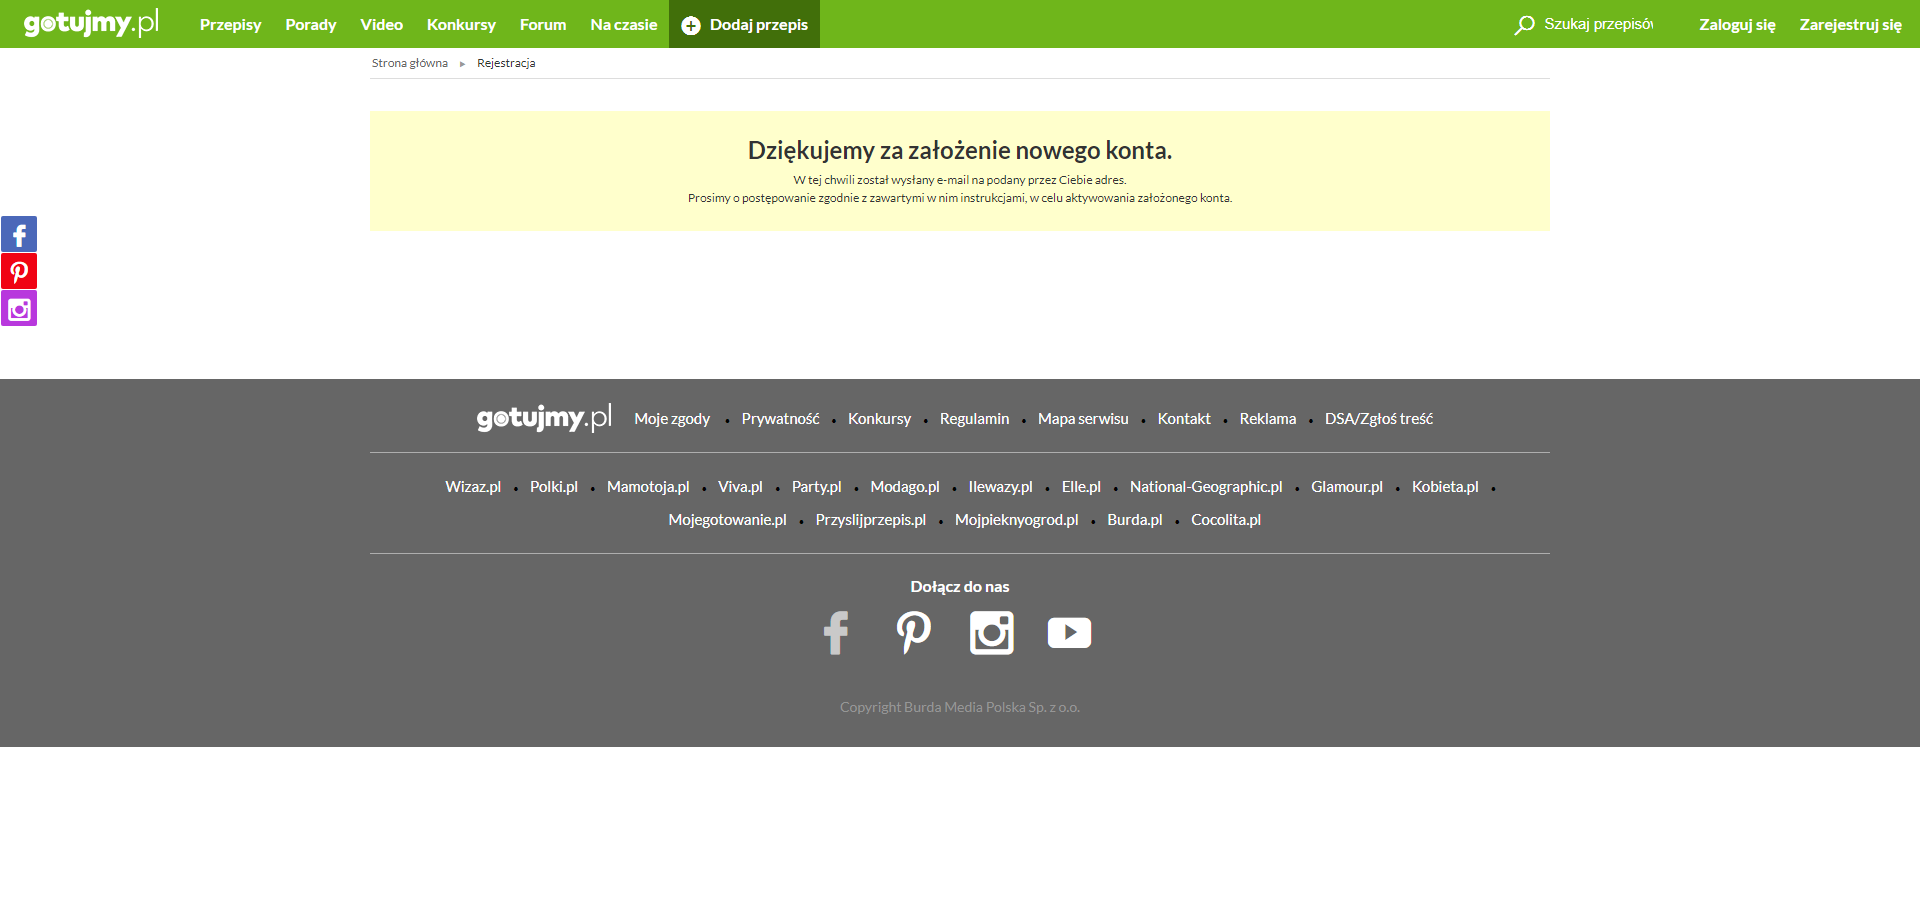 gotujmy.pl Przepisy Porady Video Konkursy Forum Na czasie Dodaj przepis Szukaj przepisów Zaloguj się Zarejestruj się
Strona główna ▸ Rejestracja
Dziękujemy za założenie nowego konta.
W tej chwili został wysłany e-mail na podany przez Ciebie adres.
Prosimy o postępowanie zgodnie z zawartymi w nim instrukcjami, w celu aktywowania założonego konta.
gotujmy.pl Moje zgody • Prywatność • Konkursy • Regulamin • Mapa serwisu • Kontakt • Reklama • DSA/Zgłoś treść
Wizaz.pl • Polki.pl • Mamotoja.pl • Viva.pl • Party.pl • Modago.pl • Ilewazy.pl • Elle.pl • National-Geographic.pl • Glamour.pl • Kobieta.pl •
Mojegotowanie.pl • Przyslijprzepis.pl • Mojpieknyogrod.pl • Burda.pl • Cocolita.pl
Dołącz do nas
Copyright Burda Media Polska Sp. z o.o.